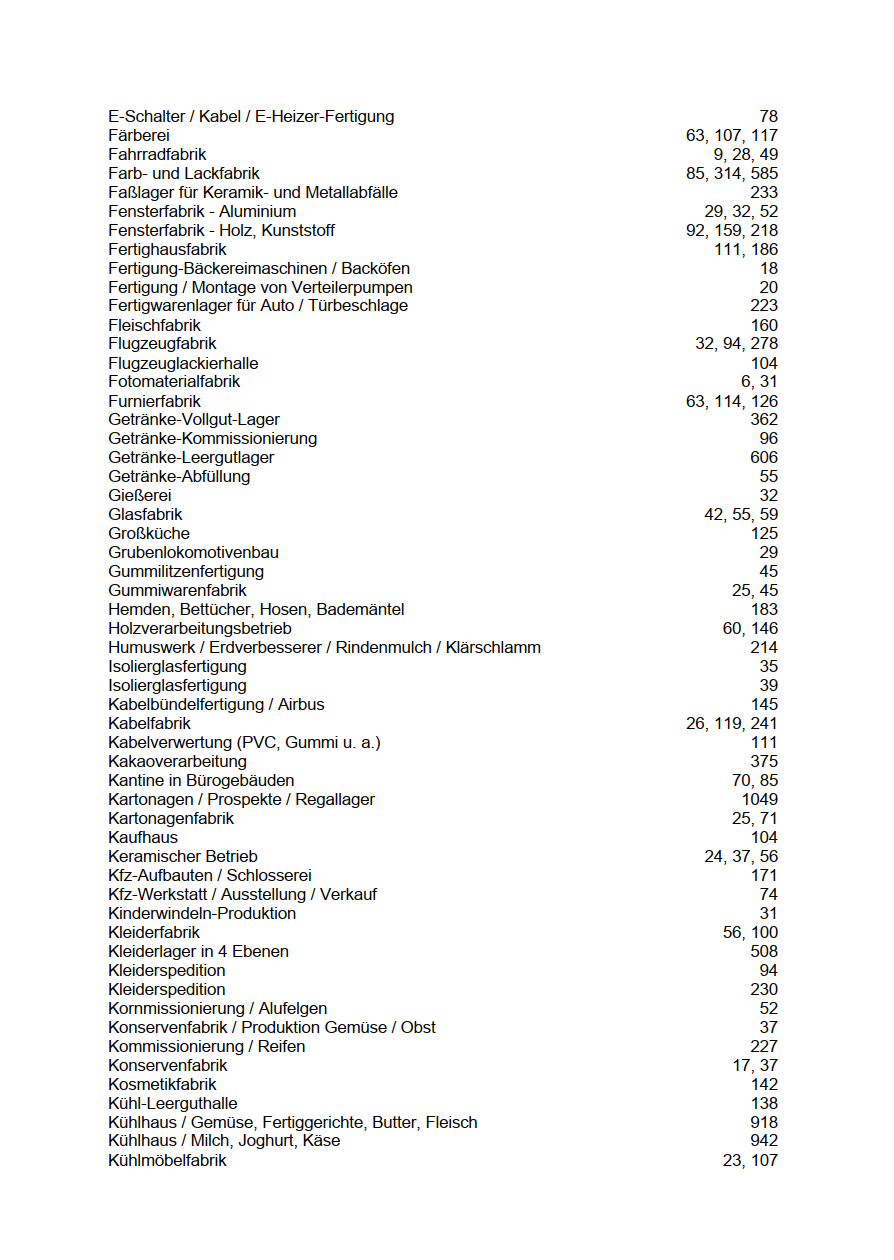 E-Schalter / Kabel / E-Heizer-Fertigung 78
Färberei 63, 107, 117
Fahrradfabrik 9, 28, 49
Farb- und Lackfabrik 85, 314, 585
Faßlager für Keramik- und Metallabfälle 233
Fensterfabrik - Aluminium 29, 32, 52
Fensterfabrik - Holz, Kunststoff 92, 159, 218
Fertighausfabrik 111, 186
Fertigung-Bäckereimaschinen / Backöfen 18
Fertigung / Montage von Verteilerpumpen 20
Fertigwarenlager für Auto / Türbeschlage 223
Fleischfabrik 160
Flugzeugfabrik 32, 94, 278
Flugzeuglackierhalle 104
Fotomaterialfabrik 6, 31
Furnierfabrik 63, 114, 126
Getränke-Vollgut-Lager 362
Getränke-Kommissionierung 96
Getränke-Leergutlager 606
Getränke-Abfüllung 55
Gießerei 32
Glasfabrik 42, 55, 59
Großküche 125
Grubenlokomotivenbau 29
Gummilitzenfertigung 45
Gummiwarenfabrik 25, 45
Hemden, Bettücher, Hosen, Bademäntel 183
Holzverarbeitungsbetrieb 60, 146
Humuswerk / Erdverbesserer / Rindenmulch / Klärschlamm 214
Isolierglasfertigung 35
Isolierglasfertigung 39
Kabelbündelfertigung / Airbus 145
Kabelfabrik 26, 119, 241
Kabelverwertung (PVC, Gummi u. a.) 111
Kakaoverarbeitung 375
Kantine in Bürogebäuden 70, 85
Kartonagen / Prospekte / Regallager 1049
Kartonagenfabrik 25, 71
Kaufhaus 104
Keramischer Betrieb 24, 37, 56
Kfz-Aufbauten / Schlosserei 171
Kfz-Werkstatt / Ausstellung / Verkauf 74
Kinderwindeln-Produktion 31
Kleiderfabrik 56, 100
Kleiderlager in 4 Ebenen 508
Kleiderspedition 94
Kleiderspedition 230
Kornmissionierung / Alufelgen 52
Konservenfabrik / Produktion Gemüse / Obst 37
Kommissionierung / Reifen 227
Konservenfabrik 17, 37
Kosmetikfabrik 142
Kühl-Leerguthalle 138
Kühlhaus / Gemüse, Fertiggerichte, Butter, Fleisch 918
Kühlhaus / Milch, Joghurt, Käse 942
Kühlmöbelfabrik 23, 107